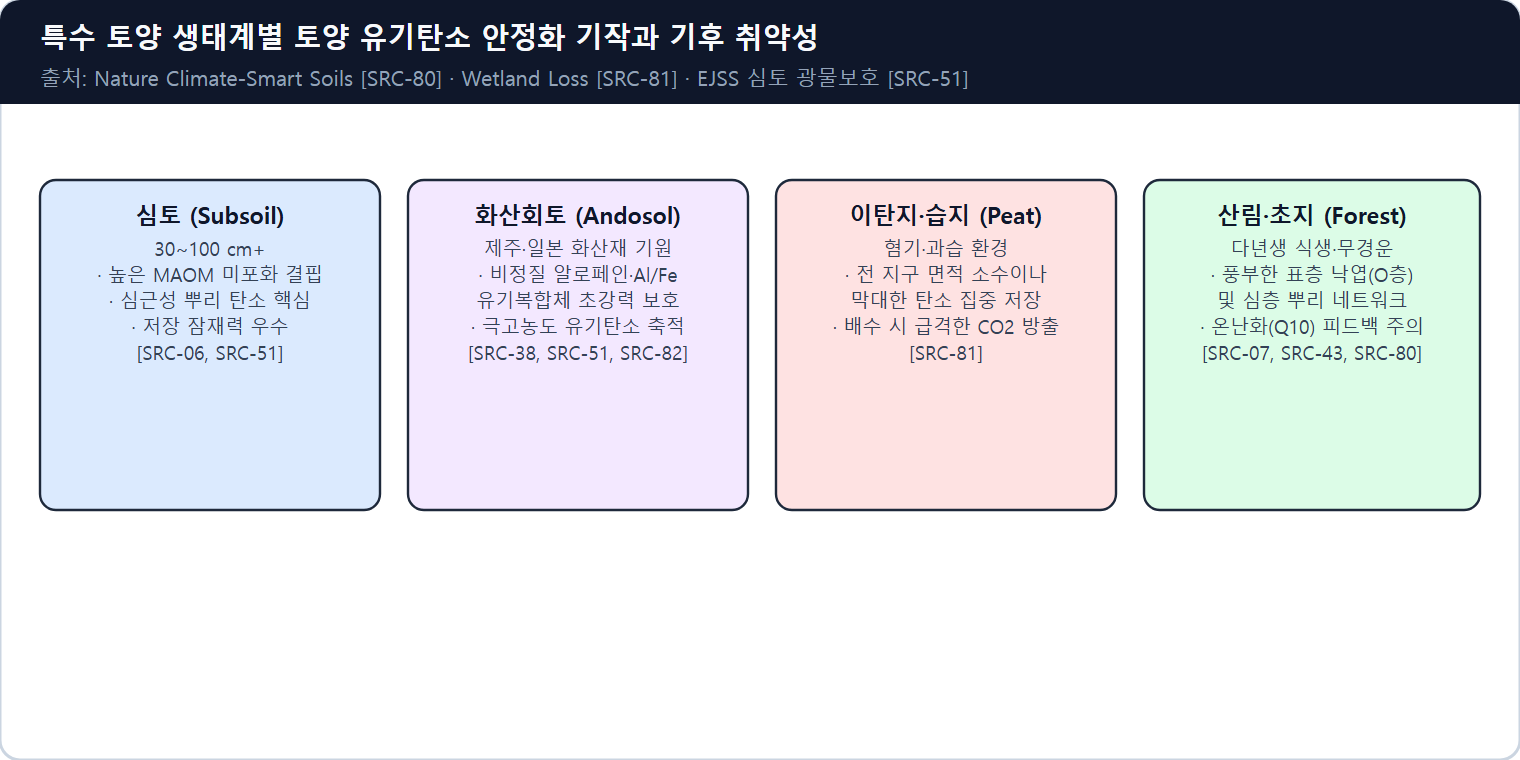 특수 토양 생태계별 토양 유기탄소 안정화 기작과 기후 취약성
출처: Nature Climate-Smart Soils [SRC-80] · Wetland Loss [SRC-81] · EJSS 심토 광물보호 [SRC-51]
심토 (Subsoil)
30~100 cm+
· 높은 MAOM 미포화 결핍
· 심근성 뿌리 탄소 핵심
· 저장 잠재력 우수
[SRC-06, SRC-51]
화산회토 (Andosol)
제주·일본 화산재 기원
· 비정질 알로페인·Al/Fe
유기복합체 초강력 보호
· 극고농도 유기탄소 축적
[SRC-38, SRC-51, SRC-82]
이탄지·습지 (Peat)
혐기·과습 환경
· 전 지구 면적 소수이나
막대한 탄소 집중 저장
· 배수 시 급격한 CO2 방출
[SRC-81]
산림·초지 (Forest)
다년생 식생·무경운
· 풍부한 표층 낙엽(O층)
및 심층 뿌리 네트워크
· 온난화(Q10) 피드백 주의
[SRC-07, SRC-43, SRC-80]